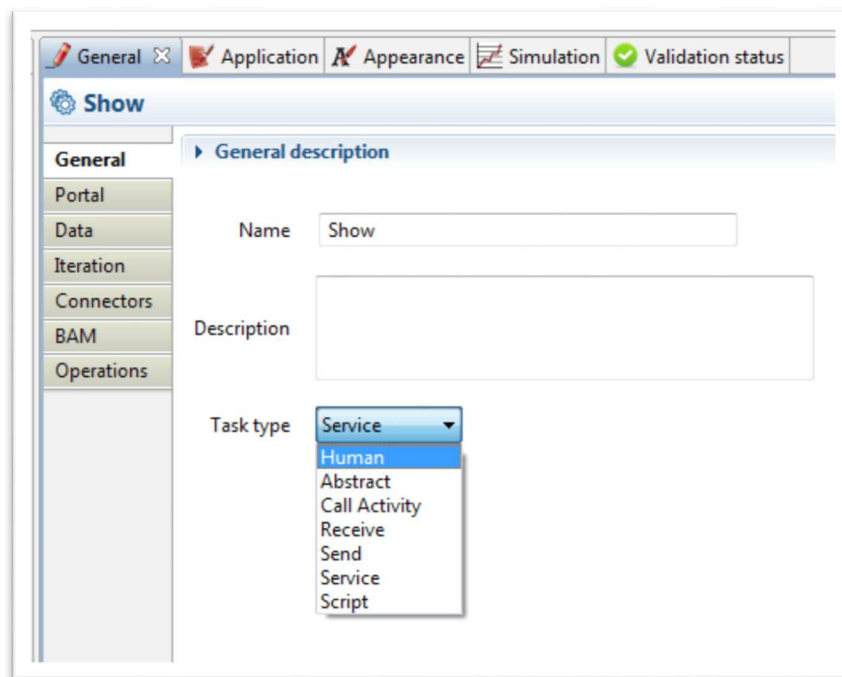 General Application Appearance Simulation Validation status
Show
General
Portal
Data
Iteration
Connectors
BAM
Operations
General description
Name Show
Description
Task type Service
Human
Abstract
Call Activity
Receive
Send
Service
Script